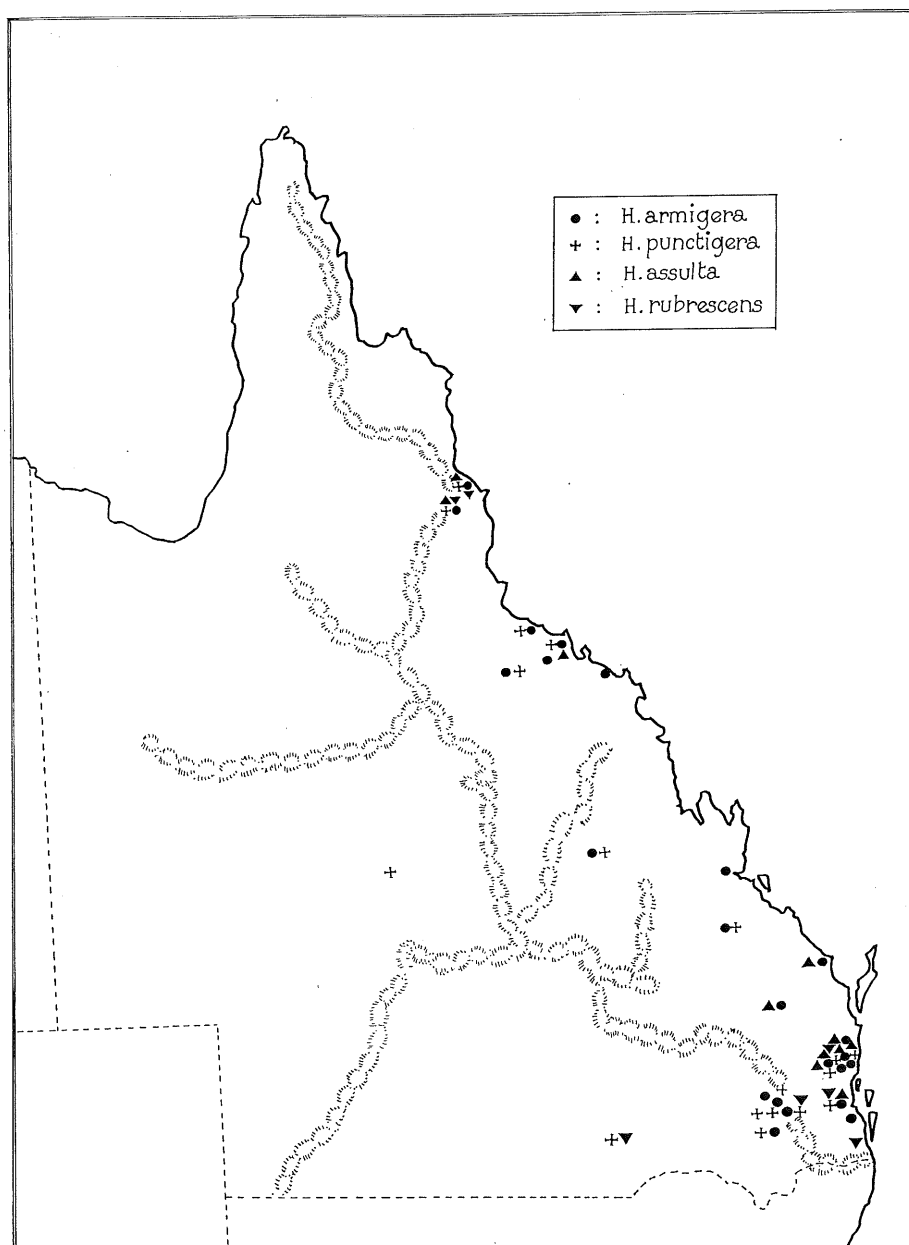 ● : H. armigera
+ : H. punctigera
▲ : H. assulta
▼ : H. rubrescens